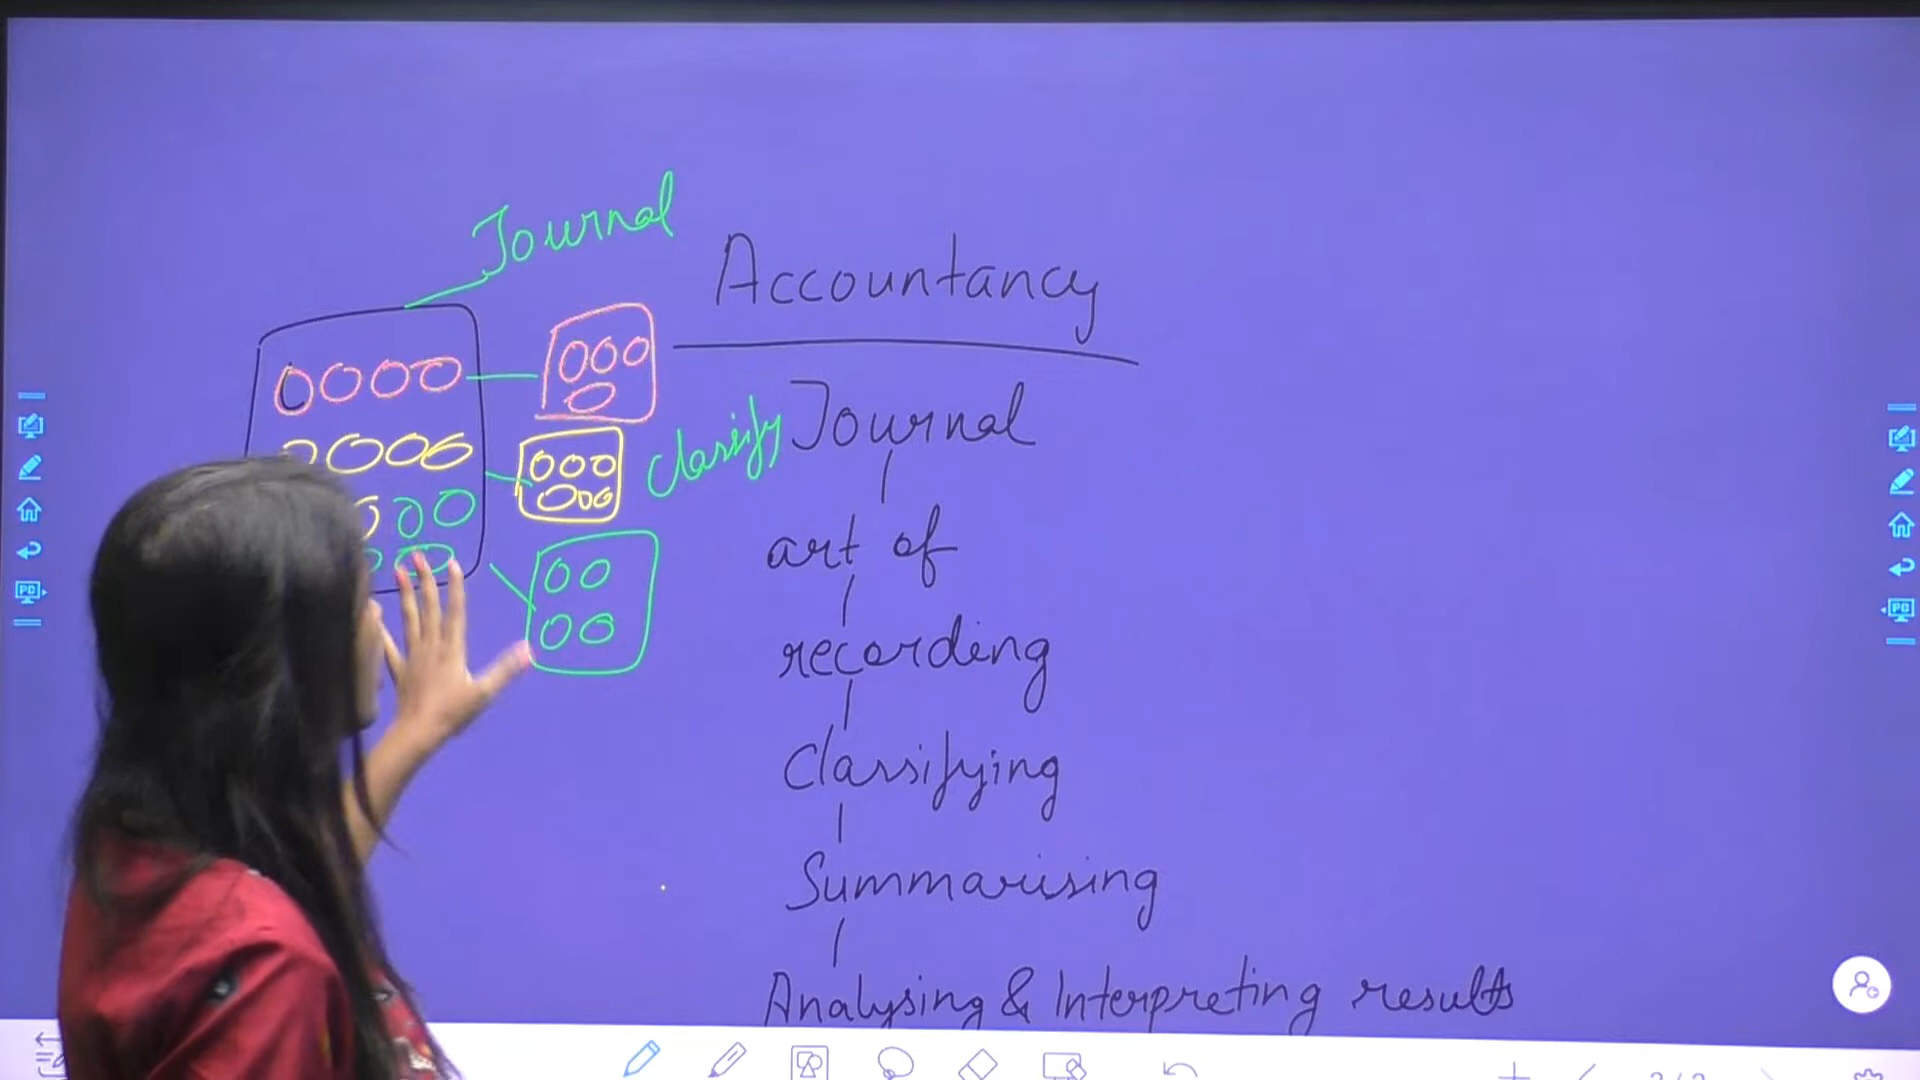 Journal
Accountancy
Classify
Journal
art of
recording
Classifying
Summarising
Analysing & Interpreting results